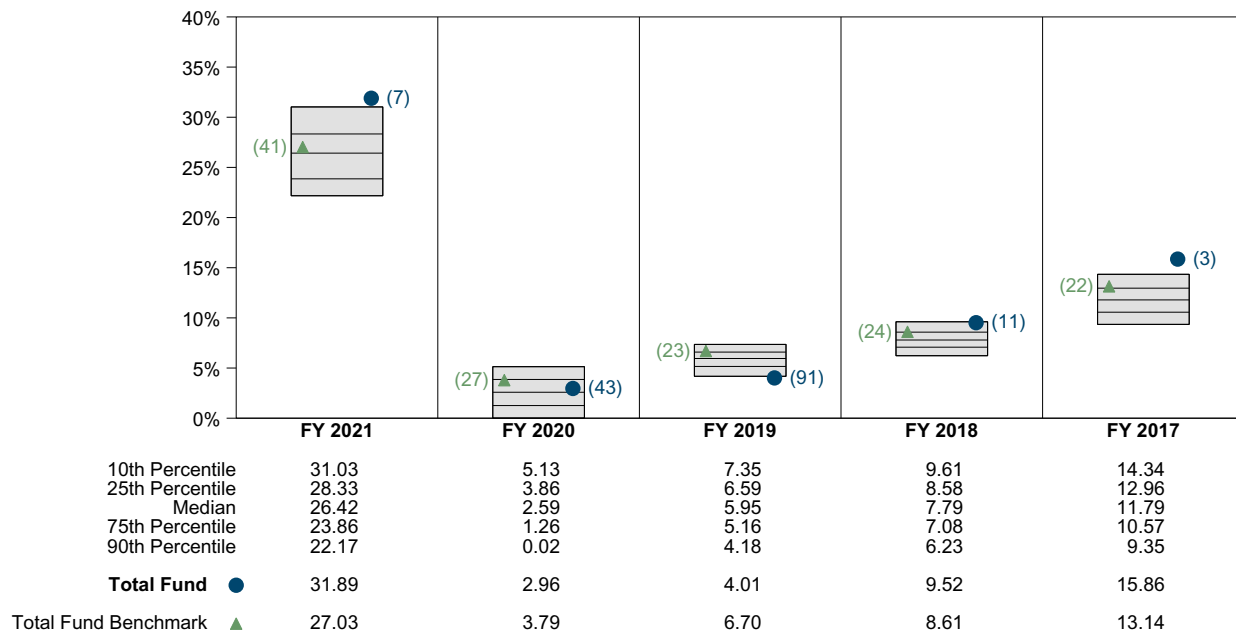 40%
35%
30%
25%
20%
15%
10%
5%
0%
(7)
(41)
(43)
(27)
(91)
(23)
(11)
(24)
(3)
(22)
FY 2021 FY 2020 FY 2019 FY 2018 FY 2017
10th Percentile 31.03 5.13 7.35 9.61 14.34
25th Percentile 28.33 3.86 6.59 8.58 12.96
Median 26.42 2.59 5.95 7.79 11.79
75th Percentile 23.86 1.26 5.16 7.08 10.57
90th Percentile 22.17 0.02 4.18 6.23 9.35
Total Fund 31.89 2.96 4.01 9.52 15.86
Total Fund Benchmark 27.03 3.79 6.70 8.61 13.14